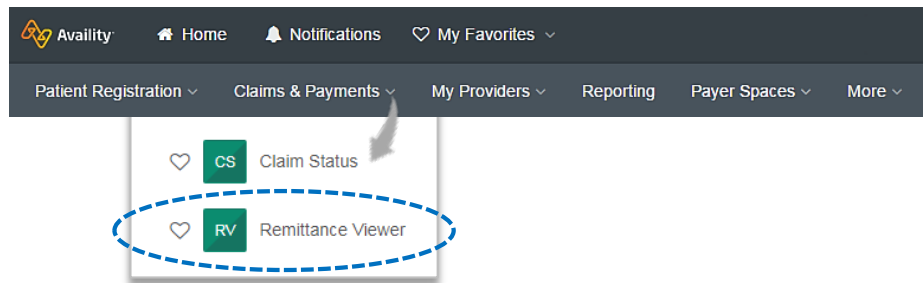 Availity Home Notifications My Favorites
Patient Registration Claims & Payments My Providers Reporting Payer Spaces More
CS Claim Status
RV Remittance Viewer